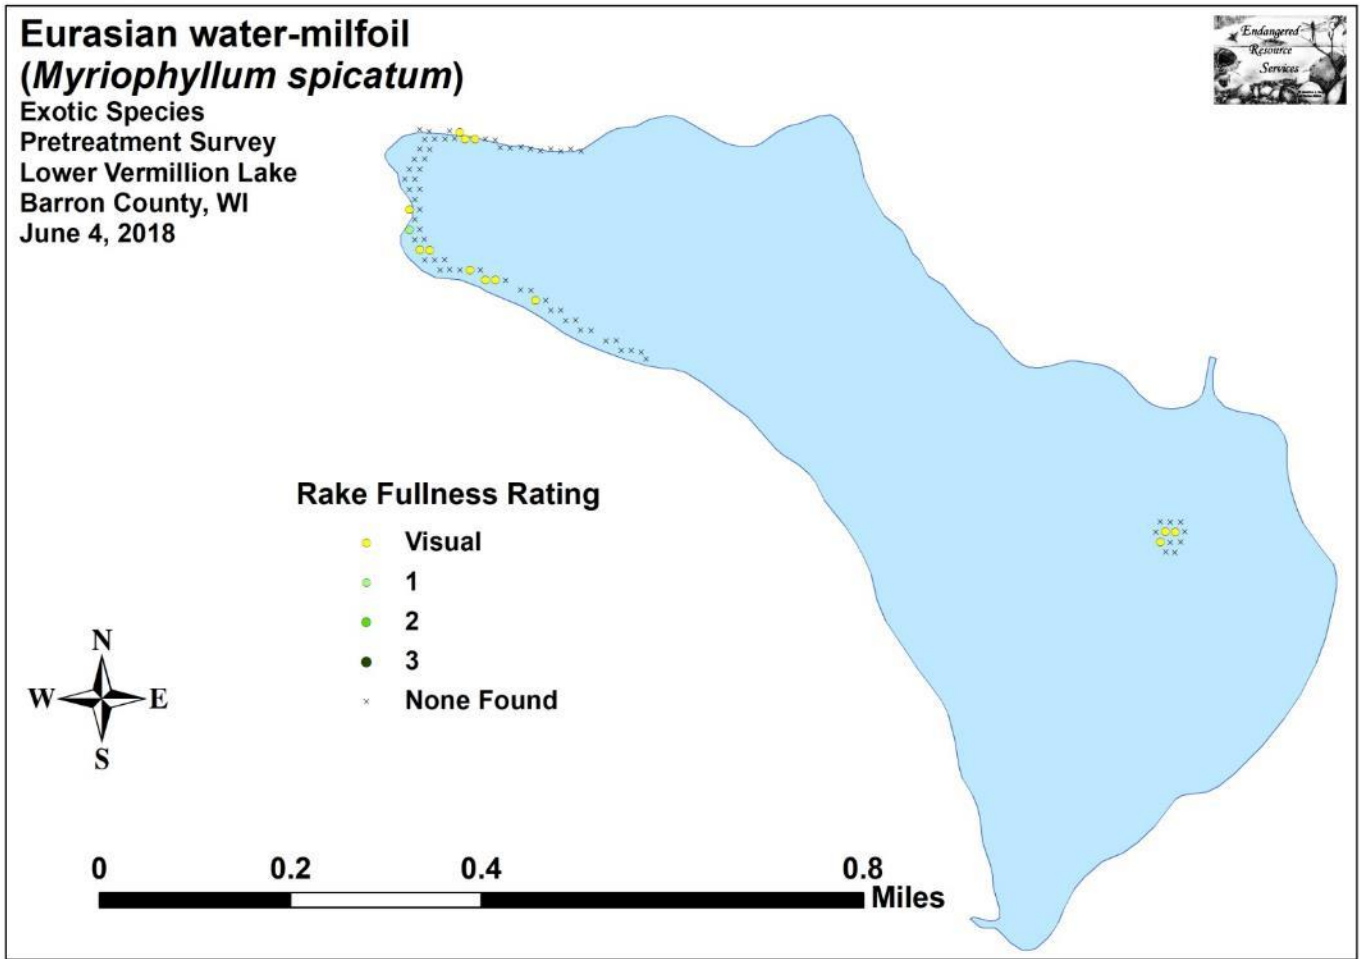 Eurasian water-milfoil
(Myriophyllum spicatum)
Exotic Species
Pretreatment Survey
Lower Vermillion Lake
Barron County, WI
June 4, 2018
Endangered
Resource
Services
Rake Fullness Rating
Visual
1
2
3
None Found
N
W E
S
0 0.2 0.4 0.8
Miles